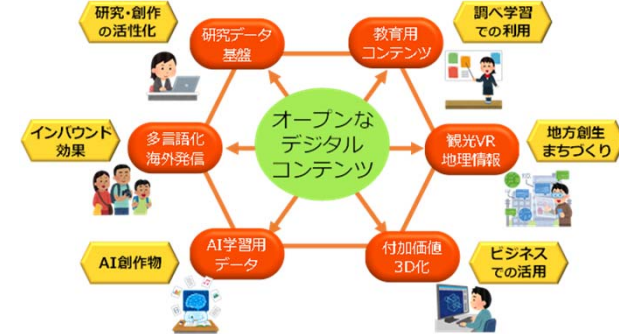 研究・創作
の活性化
研究データ
基盤
教育用
コンテンツ
調べ学習
での利用
オープンな
デジタル
コンテンツ
インバウンド
効果
多言語化
海外発信
観光VR
地理情報
地方創生
まちづくり
AI創作物
AI学習用
データ
付加価値
3D化
ビジネス
での活用